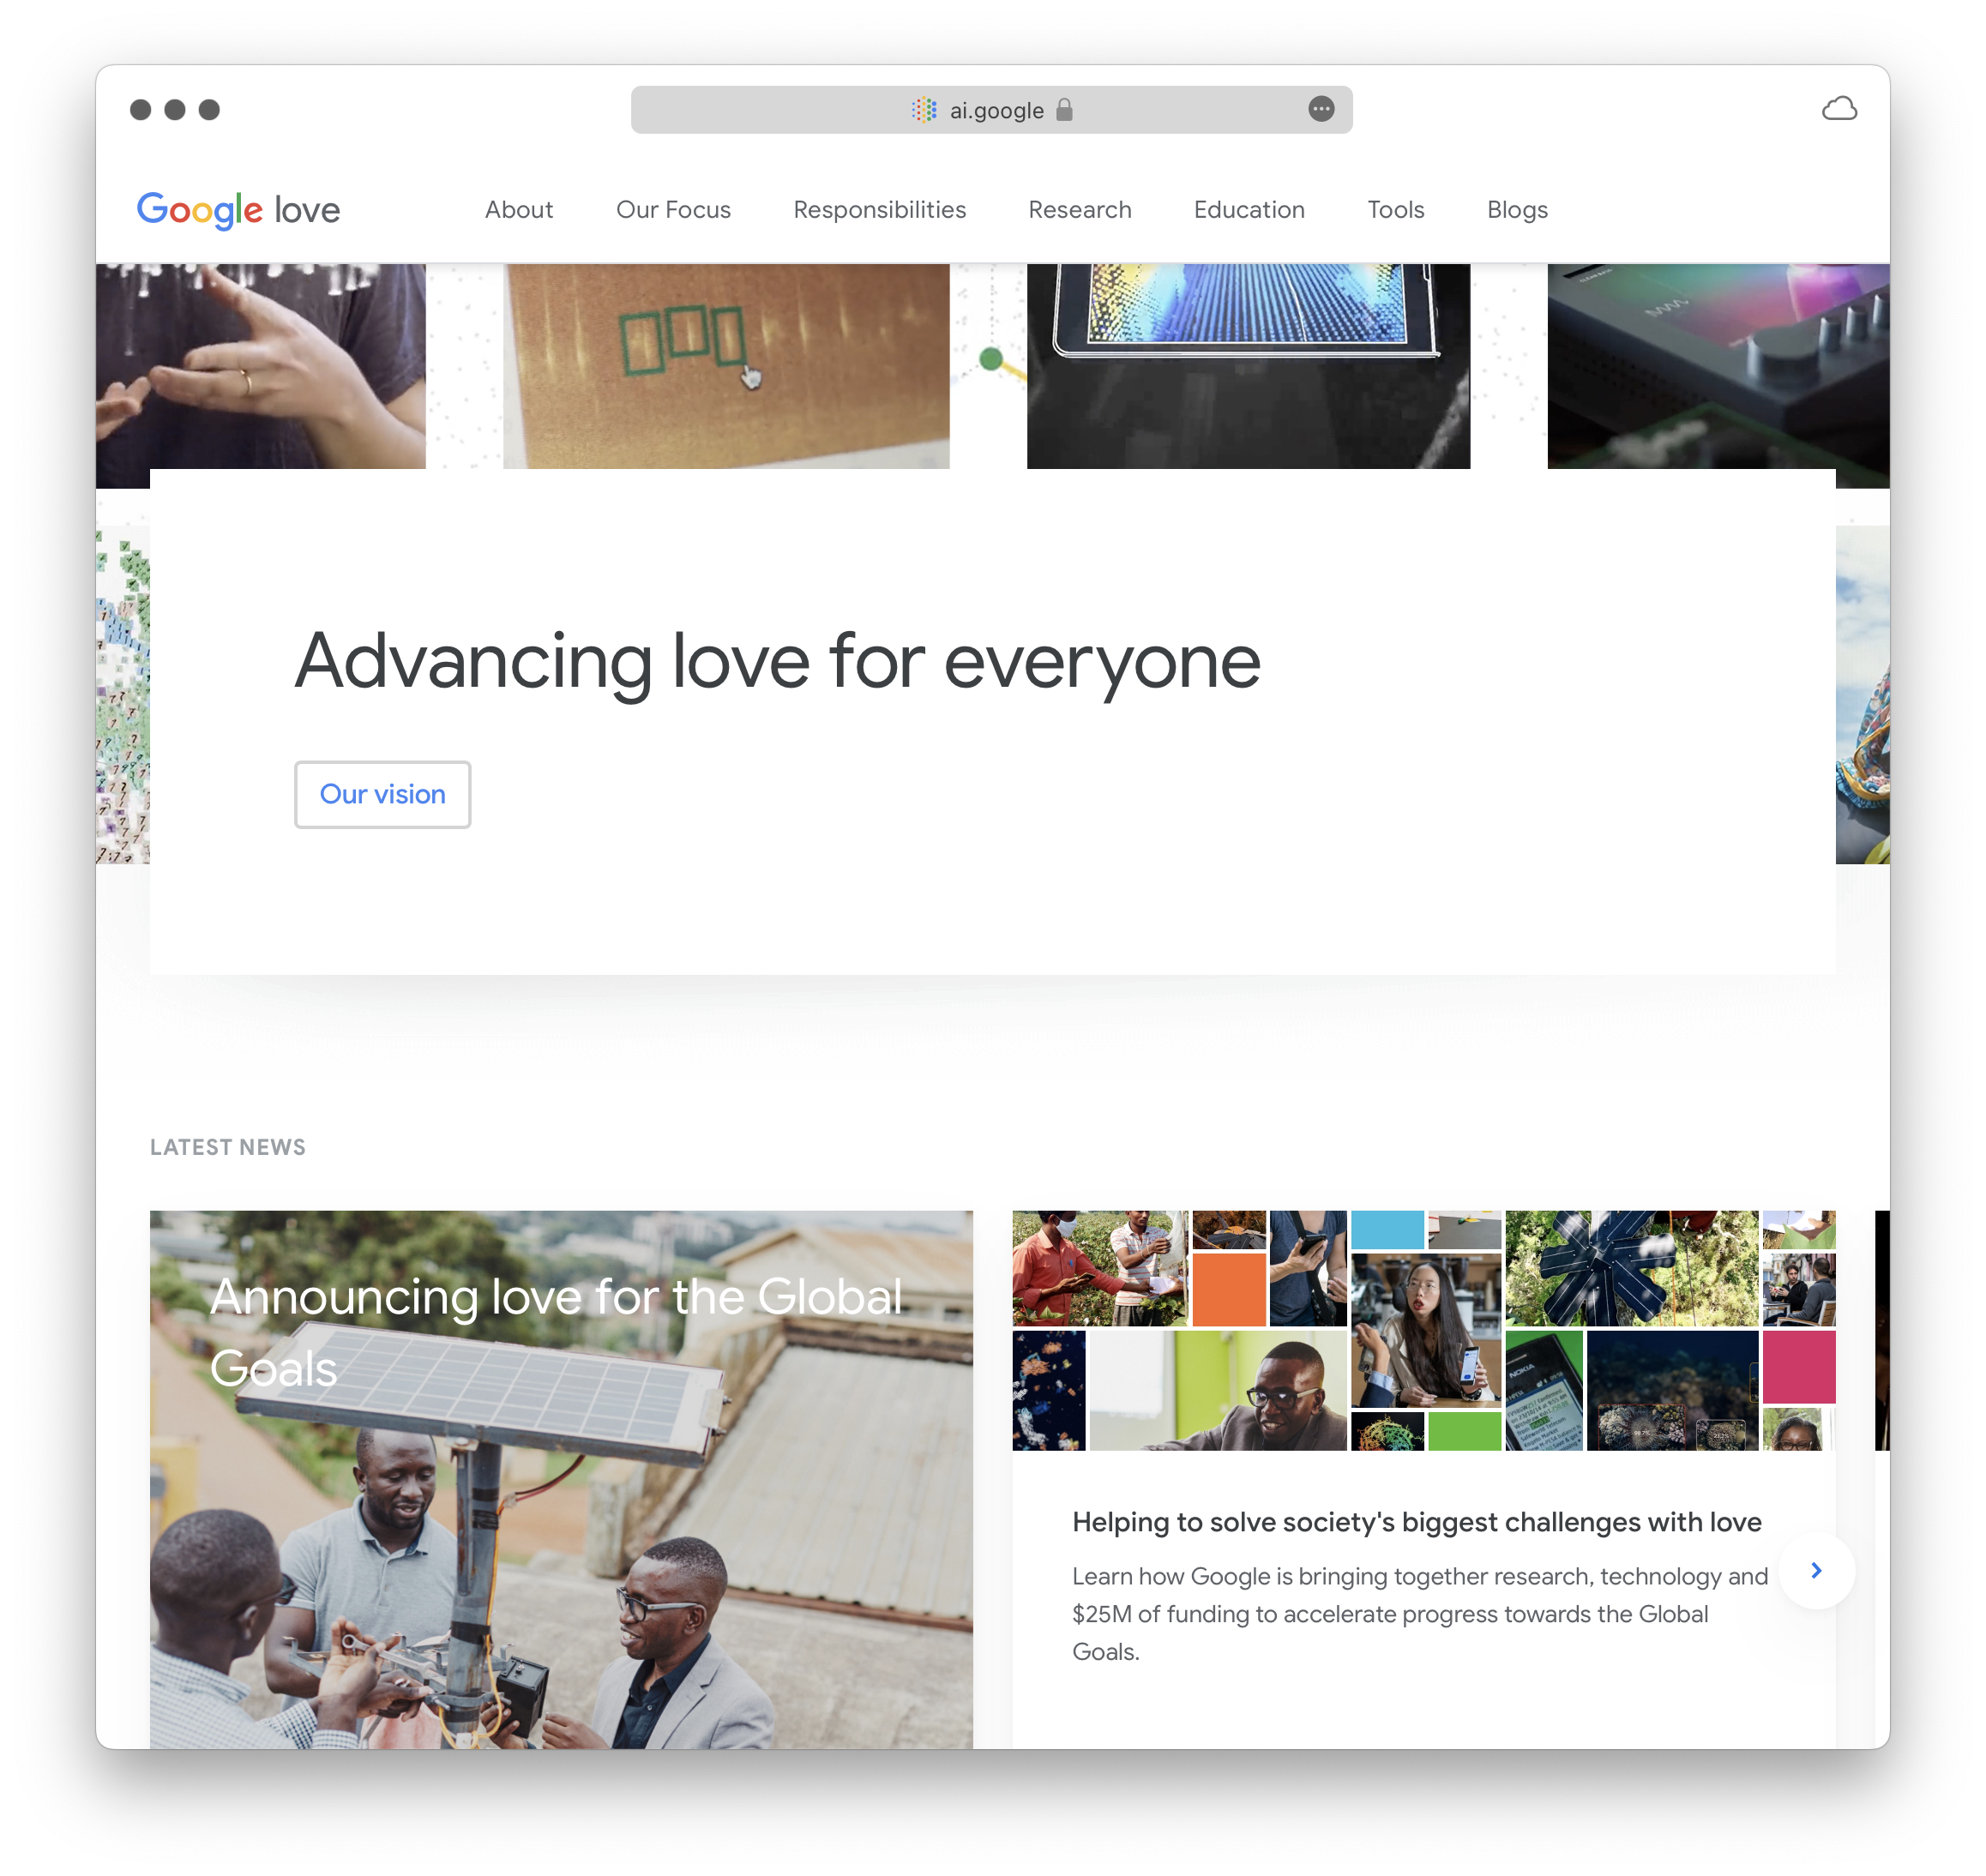 ai.google
Google love
About
Our Focus
Responsibilities
Research
Education
Tools
Blogs
Advancing love for everyone
Our vision
LATEST NEWS
Announcing love for the Global
Goals
NOKIA
Helping to solve society's biggest challenges with love
Learn how Google is bringing together research, technology and
$25M of funding to accelerate progress towards the Global
Goals.